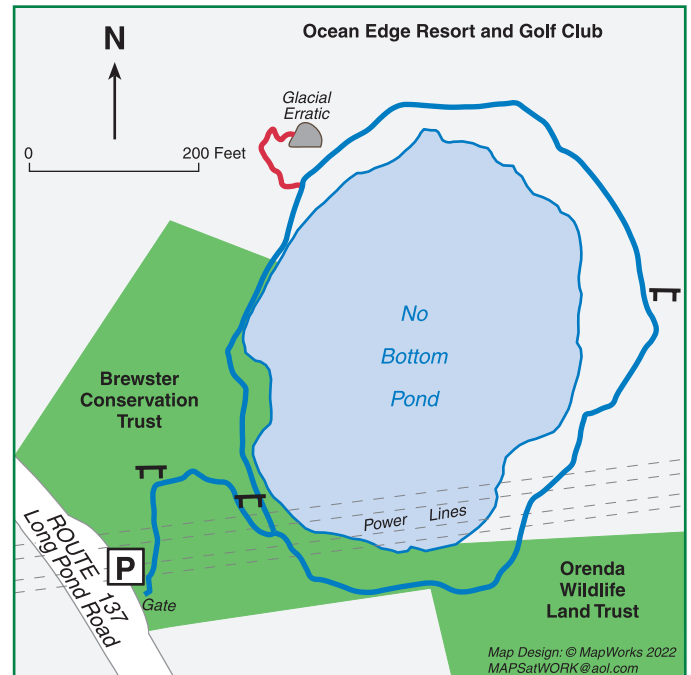 Ocean Edge Resort and Golf Club
N
Glacial
Erratic
0 200 Feet
No
Bottom
Pond
Brewster
Conservation
Trust
Power Lines
ROUTE 137
Long Pond Road
P
Gate
Orenda
Wildlife
Land Trust
Map Design: © MapWorks 2022
MAPSatWORK@aol.com